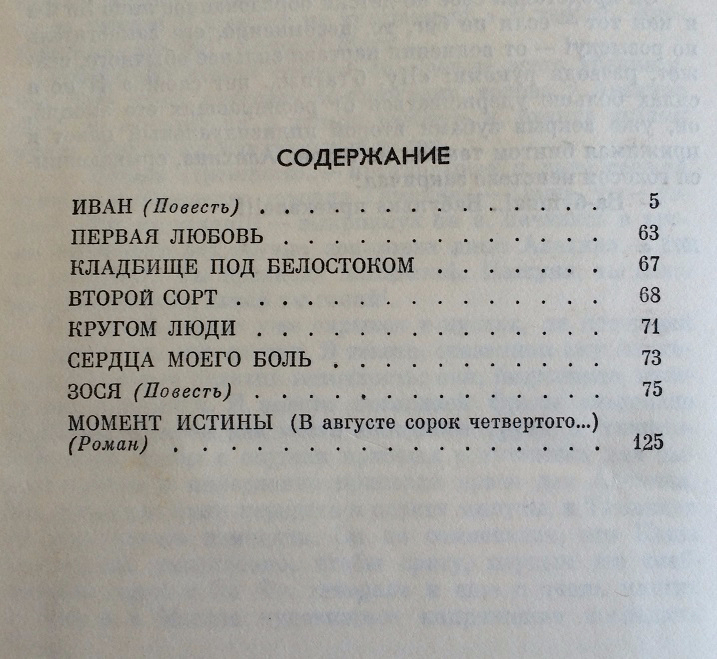 СОДЕРЖАНИЕ
ИВАН (Повесть) . . . . . . . . . . . . . 5
ПЕРВАЯ ЛЮБОВЬ . . . . . . . . . . . . 63
КЛАДБИЩЕ ПОД БЕЛОСТОКОМ . . . . . . . 67
ВТОРОЙ СОРТ . . . . . . . . . . . . . . 68
КРУГОМ ЛЮДИ . . . . . . . . . . . . . 71
СЕРДЦА МОЕГО БОЛЬ . . . . . . . . . . . 73
ЗОСЯ (Повесть) . . . . . . . . . . . . . 75
МОМЕНТ ИСТИНЫ (В августе сорок четвертого...)
(Роман) . . . . . . . . . . . . . . . . 125